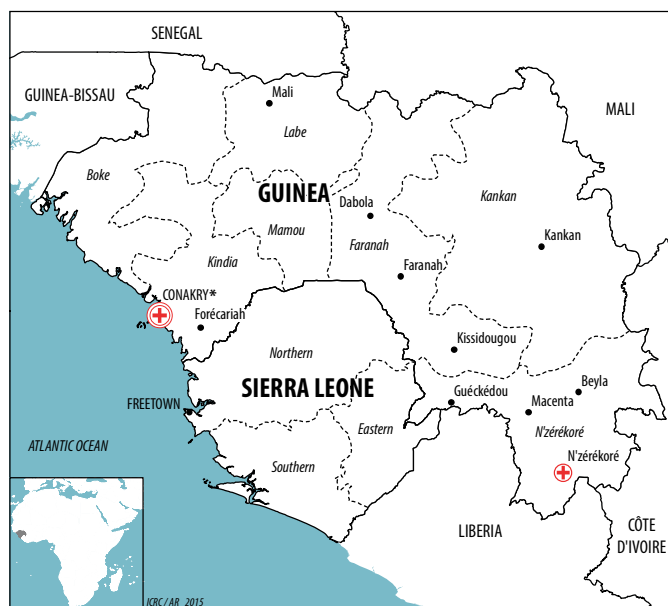 SENEGAL
GUINEA-BISSAU
Mali
MALI
Labe
Boke
Kankan
GUINEA
Dabola
Mamou
Faranah
Kankan
Kindia
Faranah
CONAKRY*
Forécariah
Northern
Kissidougou
SIERRA LEONE
Beyla
Guéckédou
FREETOWN
Macenta
Eastern
N'zérékoré
ATLANTIC OCEAN
N'zérékoré
Southern
LIBERIA
CÔTE
D'IVOIRE
ICRC / AR 2015